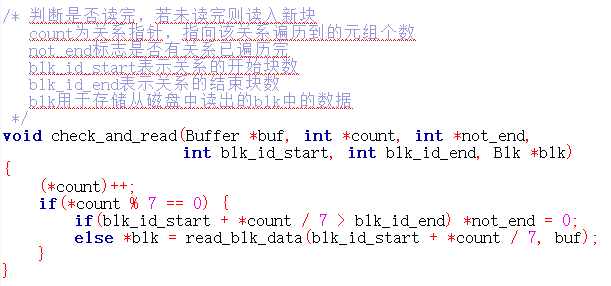 /* 判断是否读完，若未读完则读入新块
count为关系指针，指向该关系遍历到的元组个数
not_end标志是否有关系已遍历完
blk_id_start表示关系的开始块数
blk_id_end表示关系的结束块数
blk用于存储从磁盘中读出的blk中的数据
*/
void check_and_read(Buffer *buf, int *count, int *not_end,
int blk_id_start, int blk_id_end, Blk *blk)
{
(*count)++;
if(*count % 7 == 0) {
if(blk_id_start + *count / 7 > blk_id_end) *not_end = 0;
else *blk = read_blk_data(blk_id_start + *count / 7, buf);
}
}